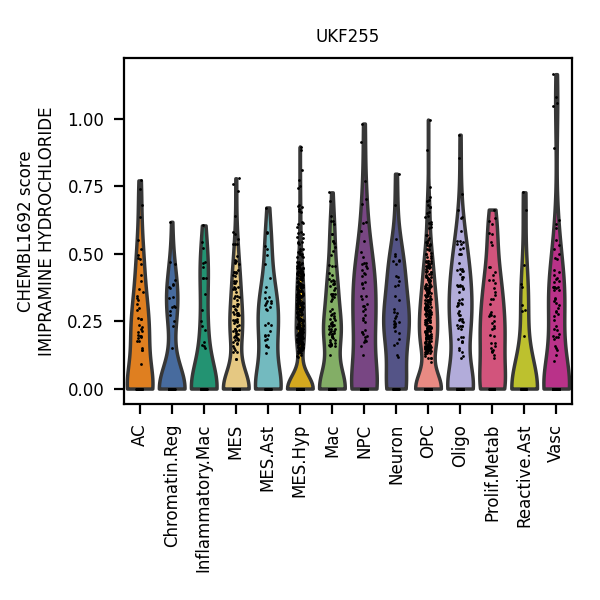 UKF255
CHEMBL1692 score
IMIPRAMINE HYDROCHLORIDE
1.00
0.75
0.50
0.25
0.00
AC
Chromatin.Reg
Inflammatory.Mac
MES
MES.Ast
MES.Hyp
Mac
NPC
Neuron
OPC
Oligo
Prolif.Metab
Reactive.Ast
Vasc